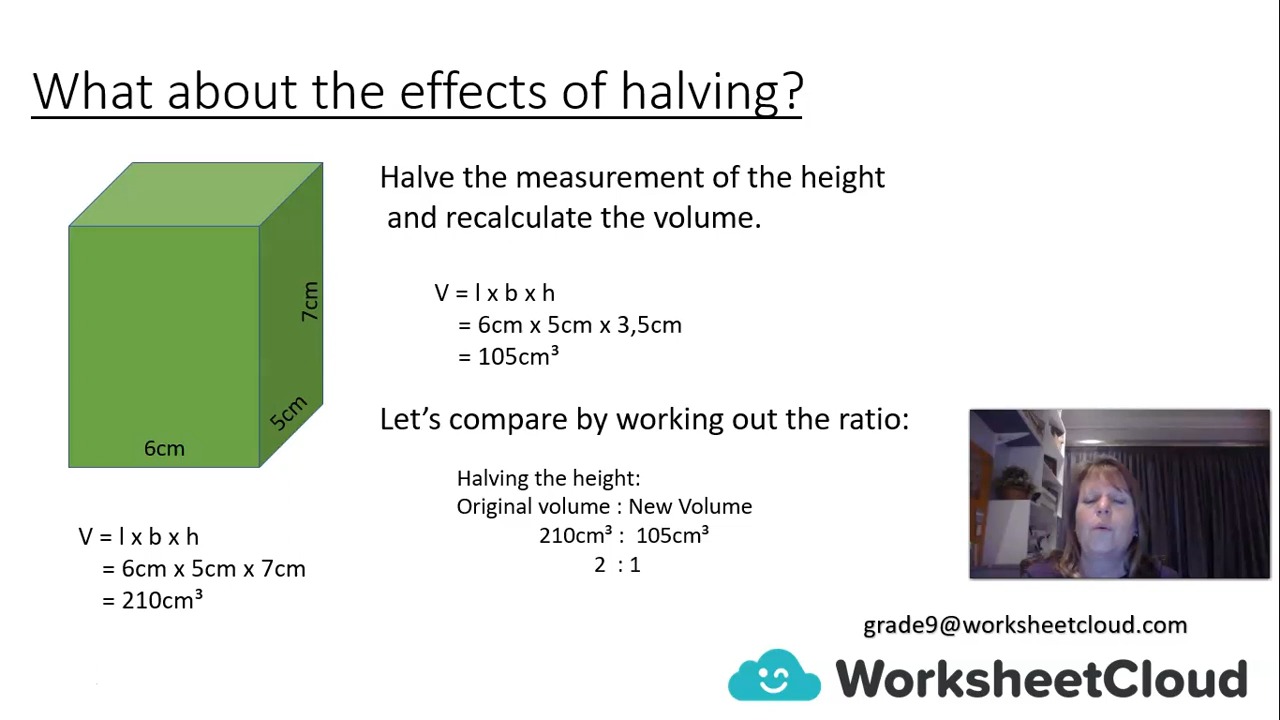 What about the effects of halving?
Halve the measurement of the height
and recalculate the volume.
7cm
5cm
6cm
V = l x b x h
= 6cm x 5cm x 7cm
= 210cm³
V = l x b x h
= 6cm x 5cm x 3,5cm
= 105cm³
Let’s compare by working out the ratio:
Halving the height:
Original volume : New Volume
210cm³ : 105cm³
2 : 1
grade9@worksheetcloud.com
WorksheetCloud